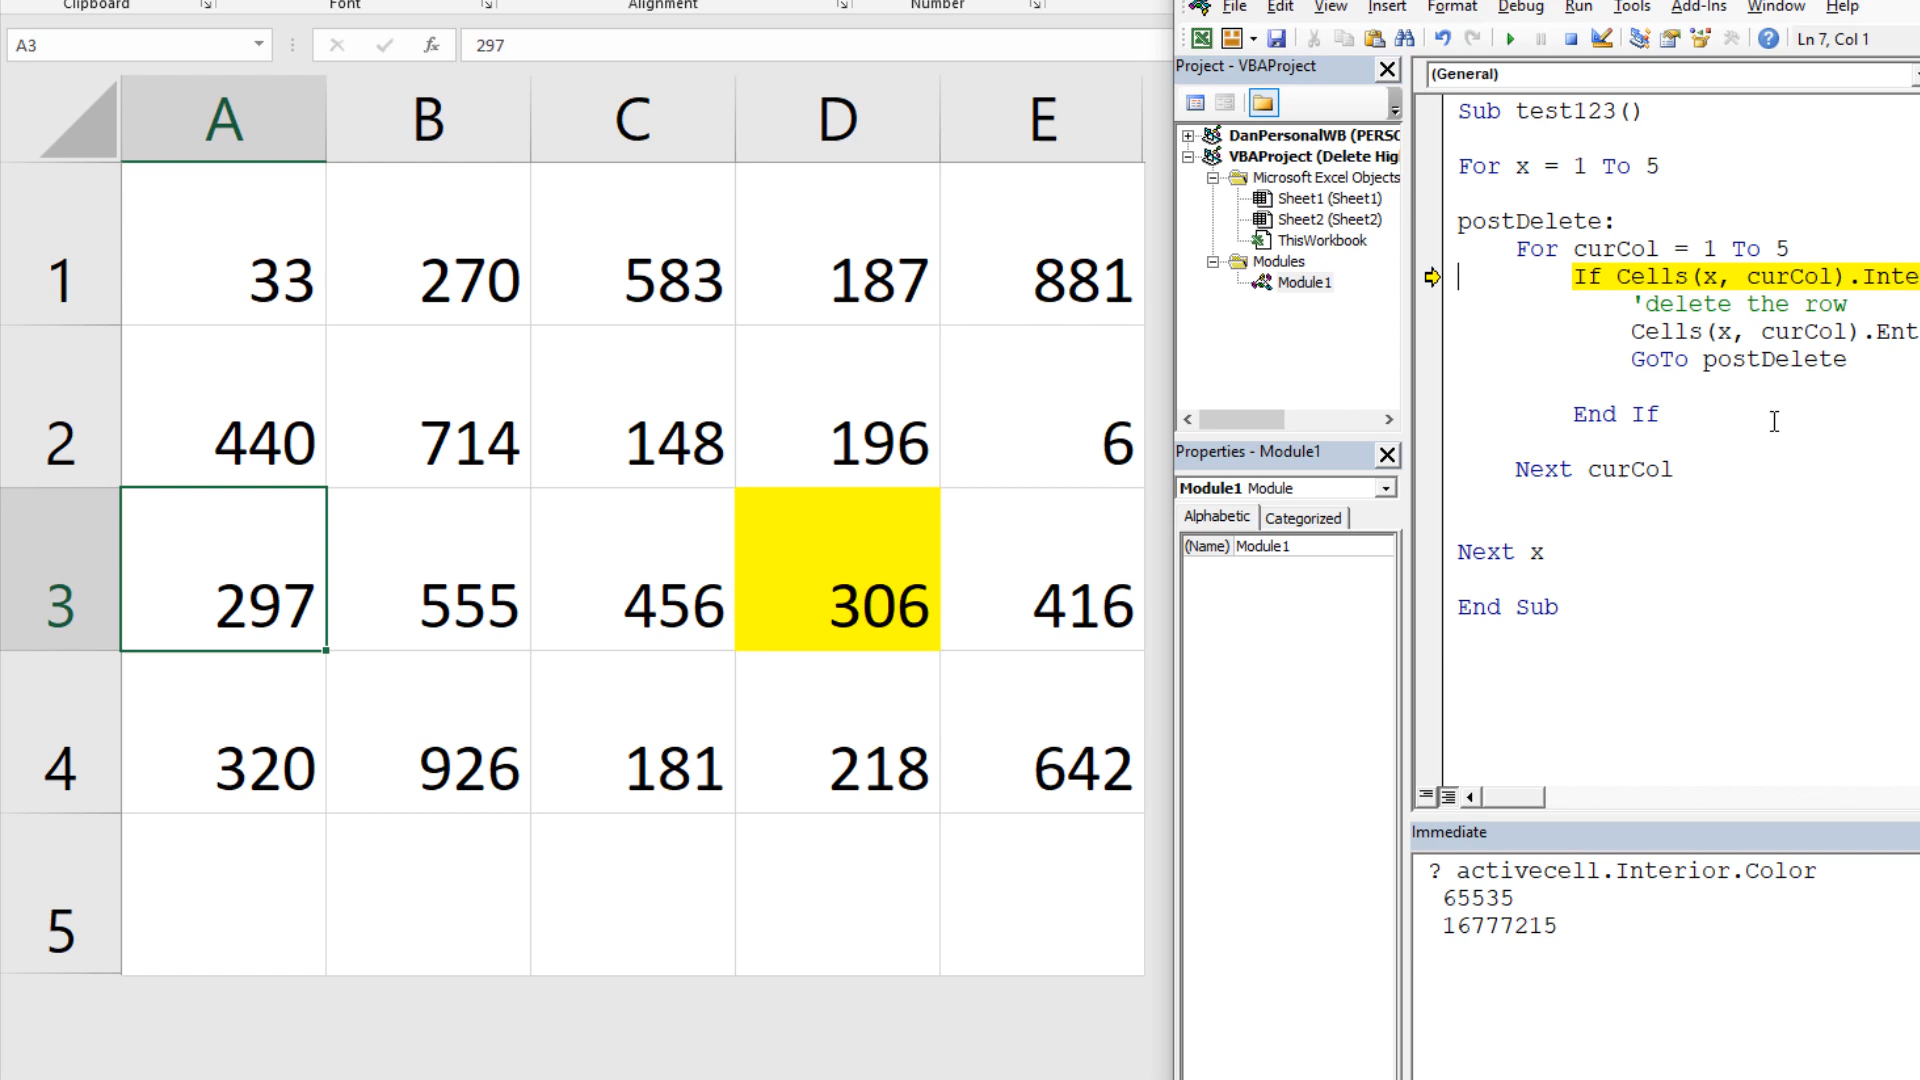 Clipboard Font Alignment Number
A3 fx 297
A B C D E
1 33 270 583 187 881
2 440 714 148 196 6
3 297 555 456 306 416
4 320 926 181 218 642
5
File Edit View Insert Format Debug Run Tools Add-Ins Window Help
Ln 7, Col 1
Project - VBAProject
DanPersonalWB (PERSC
VBAProject (Delete Hig
Microsoft Excel Objects
Sheet1 (Sheet1)
Sheet2 (Sheet2)
ThisWorkbook
Modules
Module1
Properties - Module1
Module1 Module
Alphabetic Categorized
(Name) Module1
(General)
Sub test123()
For x = 1 To 5
postDelete:
For curCol = 1 To 5
If Cells(x, curCol).Inte
'delete the row
Cells(x, curCol).Ent
GoTo postDelete
End If
Next curCol
Next x
End Sub
Immediate
? activecell.Interior.Color
65535
16777215